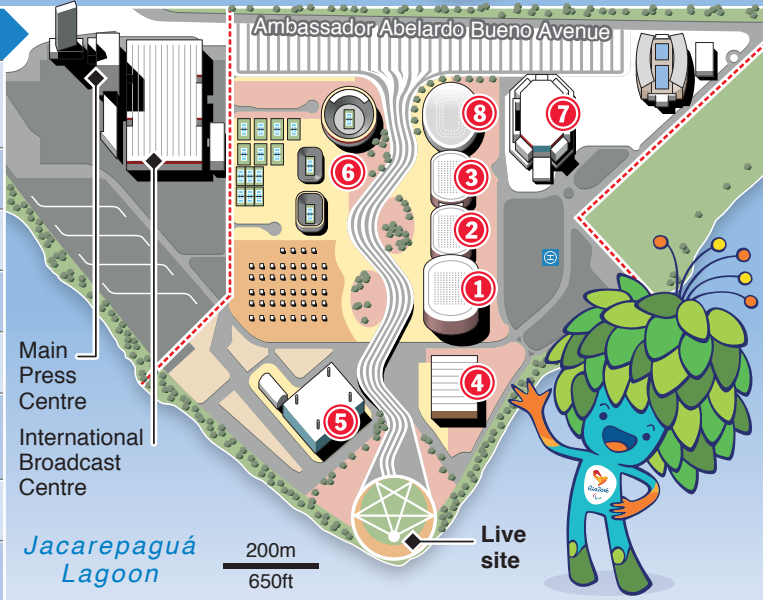 Ambassador Abelardo Bueno Avenue
8
7
3
6
2
H
1
Main
Press
Centre
4
International
Broadcast
Centre
5
Rio2016
Jacarepaguá
Lagoon
200m
650ft
Live
site